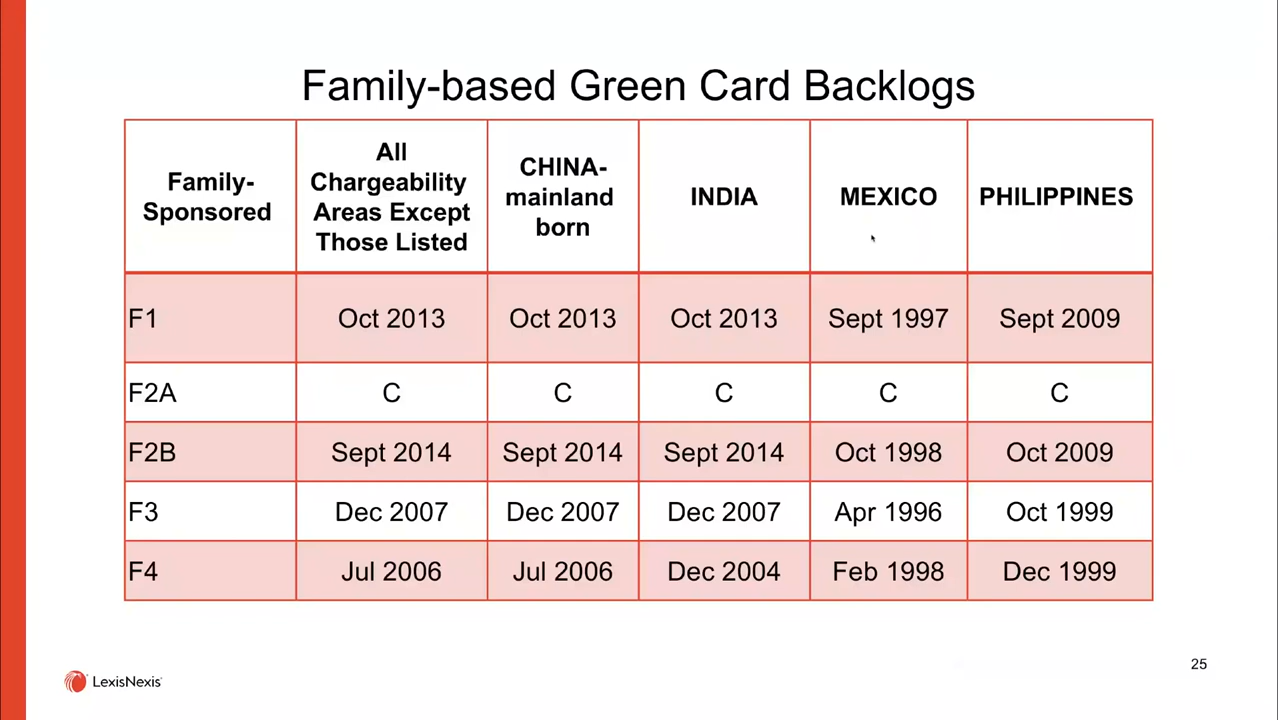 Family-based Green Card Backlogs
Family-
Sponsored
All
Chargeability
Areas Except
Those Listed
CHINA-
mainland
born
INDIA
MEXICO
PHILIPPINES
F1
Oct 2013
Oct 2013
Oct 2013
Sept 1997
Sept 2009
F2A
C
C
C
C
C
F2B
Sept 2014
Sept 2014
Sept 2014
Oct 1998
Oct 2009
F3
Dec 2007
Dec 2007
Dec 2007
Apr 1996
Oct 1999
F4
Jul 2006
Jul 2006
Dec 2004
Feb 1998
Dec 1999
25
LexisNexis